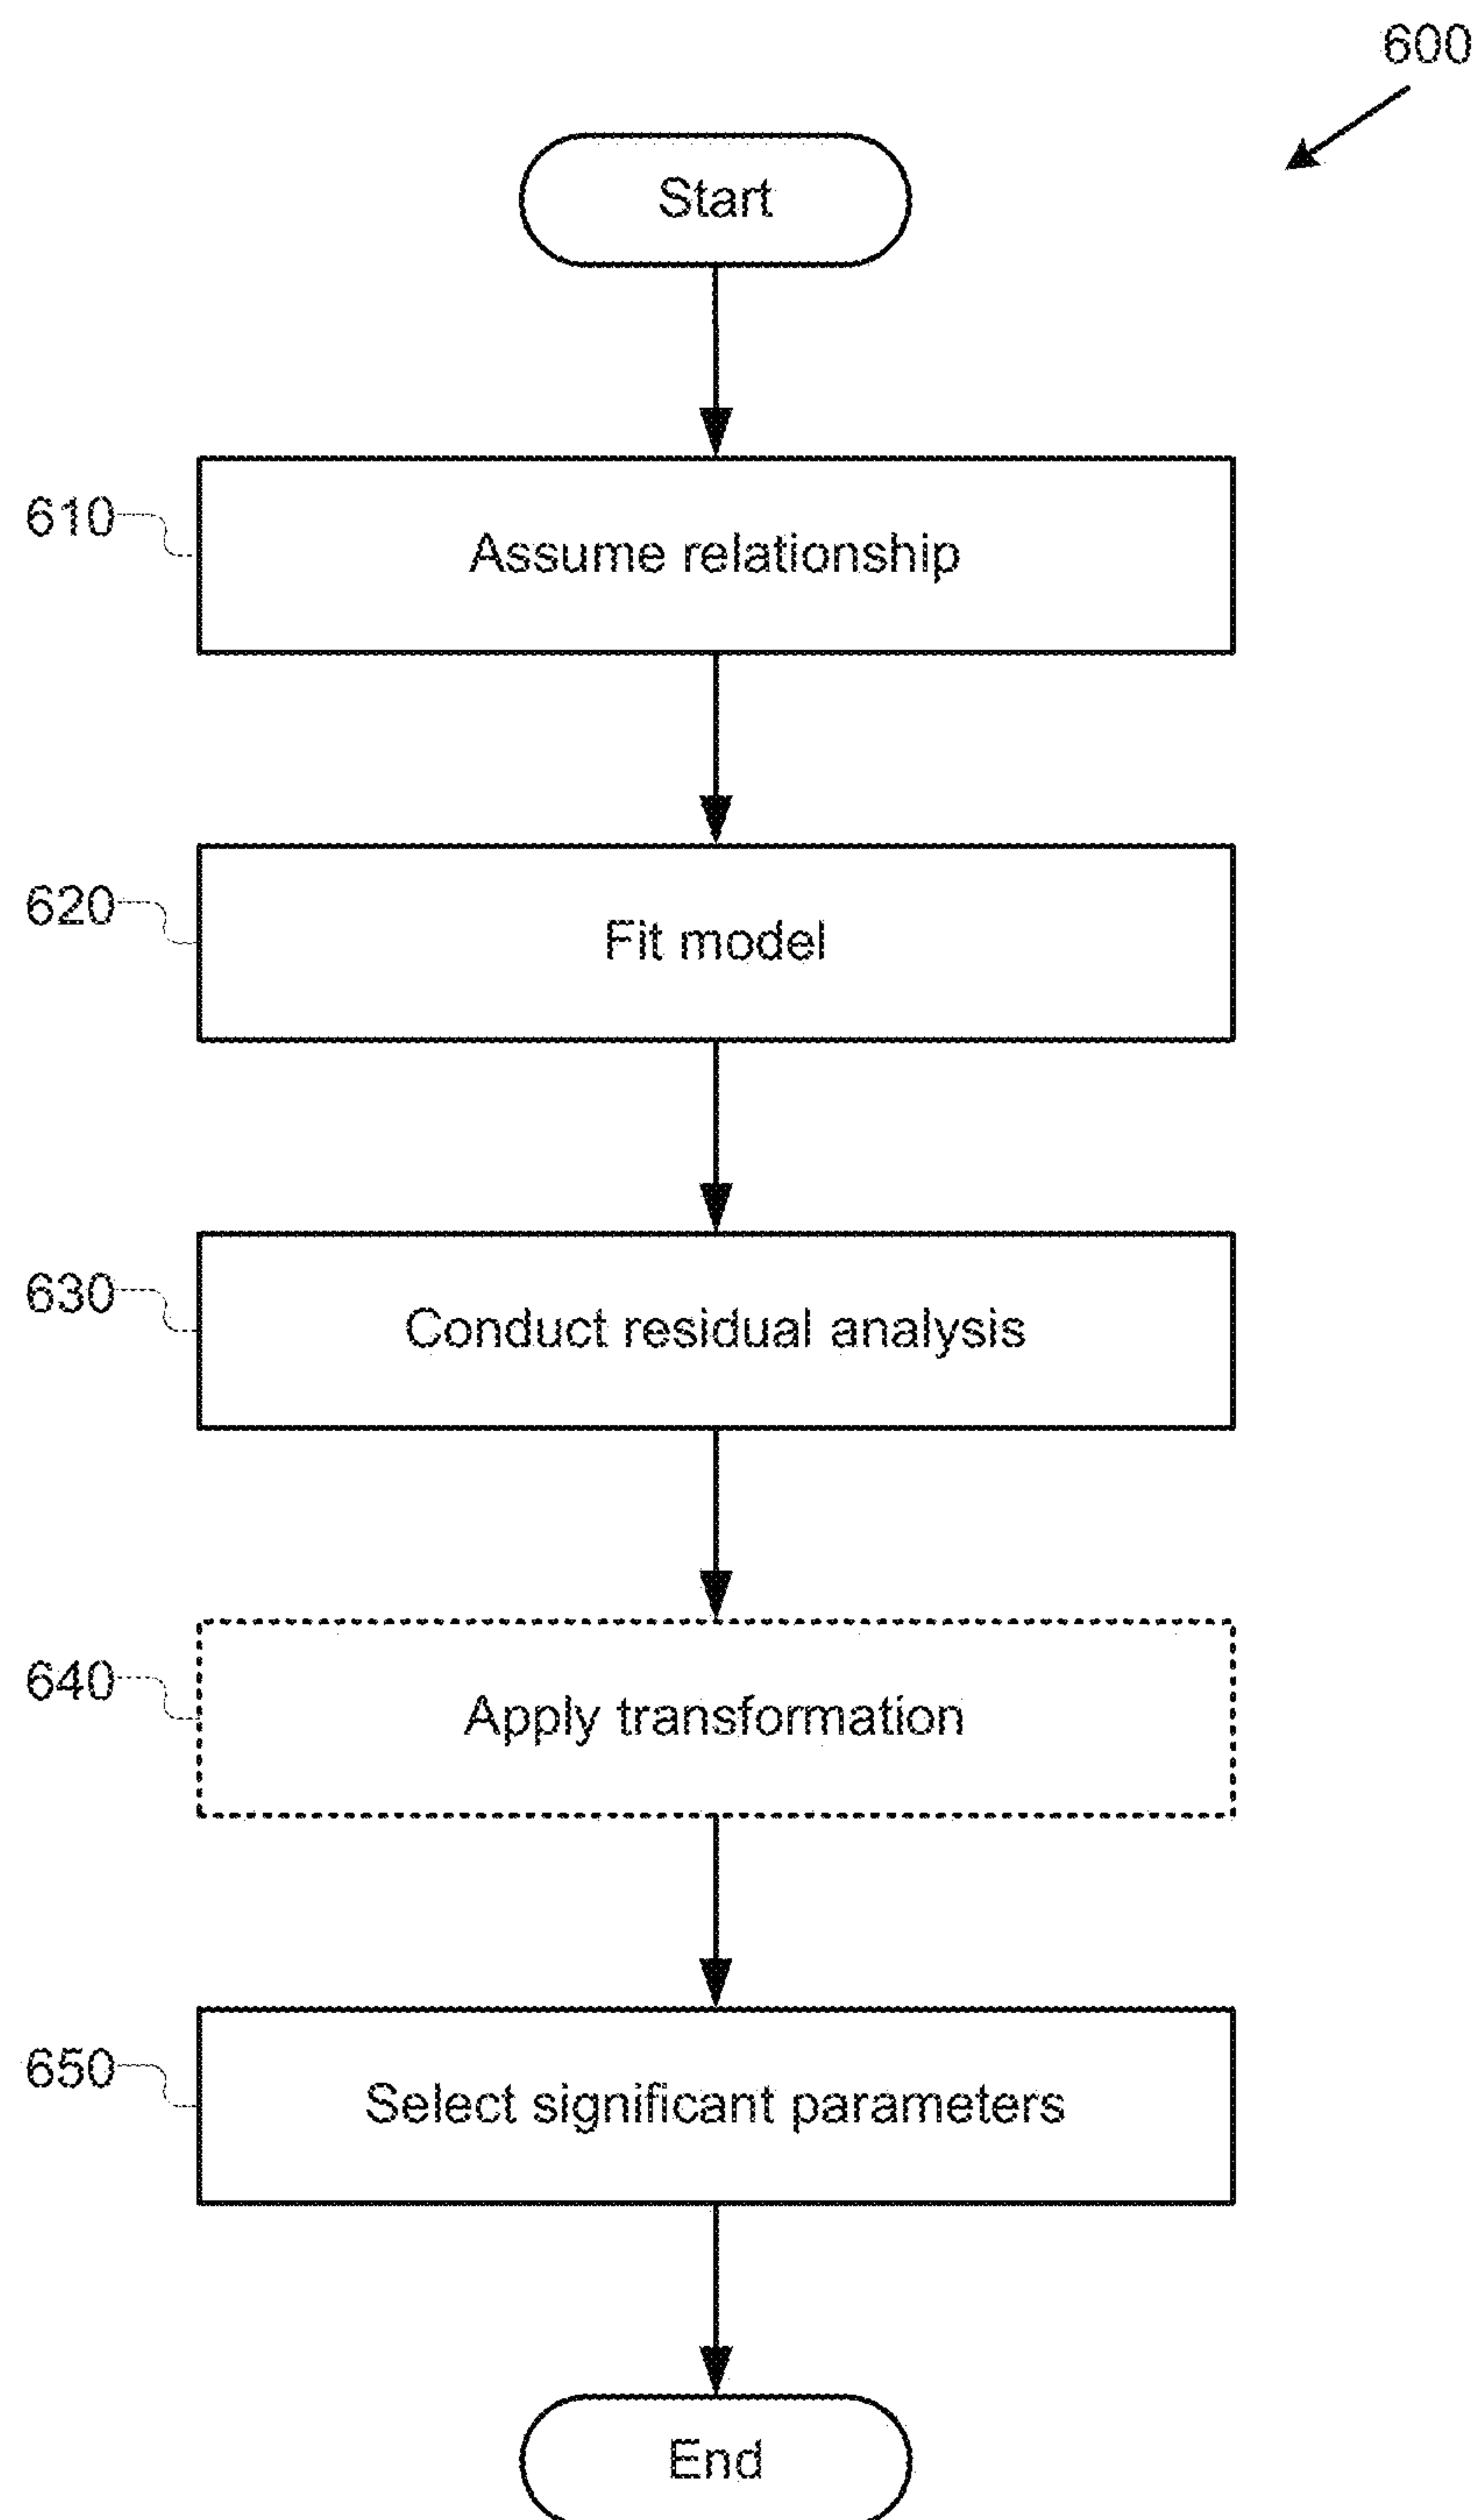 600
Start
610
Assume relationship
620
Fit model
630
Conduct residual analysis
640
Apply transformation
650
Select significant parameters
End